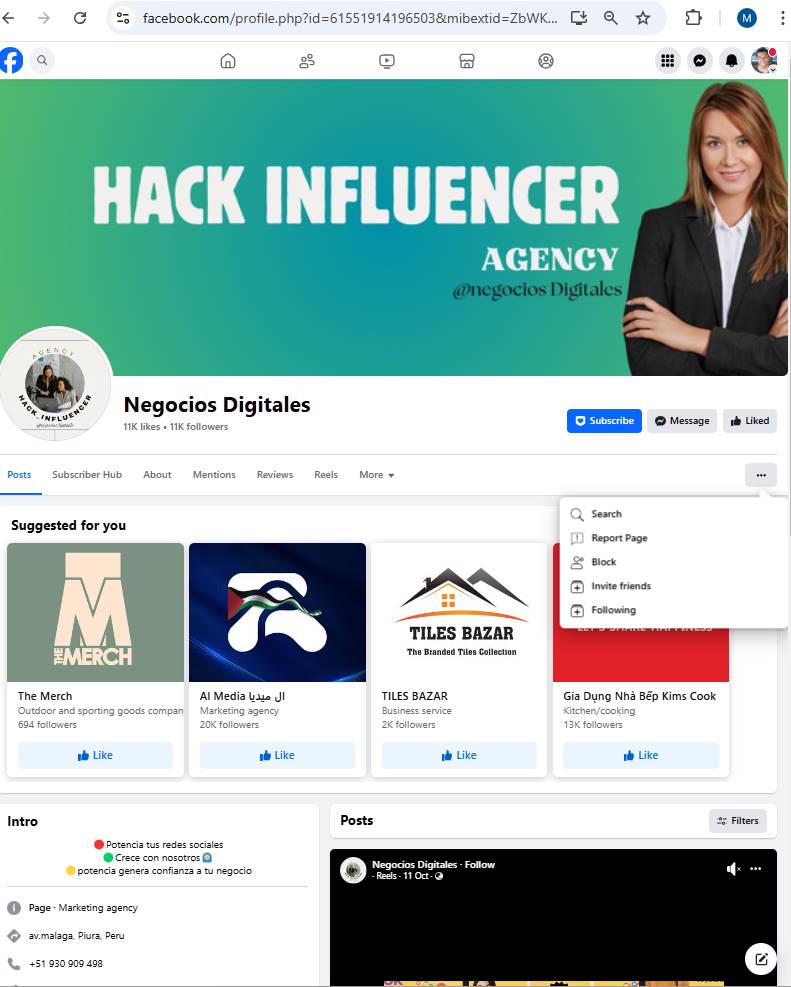 facebook.com/profile.php?id=61551914196503&mibextid=ZbWK...
M
HACK INFLUENCER
AGENCY
@negocios Digitales
AGENCY
HACK_INFLUENCER
Negocios Digitales
11K likes • 11K followers
Subscribe
Message
Liked
Posts
Subscriber Hub
About
Mentions
Reviews
Reels
More
Search
Report Page
Block
Invite friends
Following
Suggested for you
M
THE MERCH
TILES BAZAR
The Branded Tiles Collection
LET'S SHARE HAPPINESS
The Merch
Outdoor and sporting goods compan
694 followers
Like
Al Media ال ميديا
Marketing agency
20K followers
Like
TILES BAZAR
Business service
2K followers
Like
Gia Dụng Nhà Bếp Kims Cook
Kitchen/cooking
13K followers
Like
Intro
🔴Potencia tus redes sociales
🟢Crece con nosotros
🟡potencia genera confianza a tu negocio
Page · Marketing agency
av.malaga, Piura, Peru
+51 930 909 498
Posts
Filters
Negocios Digitales · Follow
· Reels · 11 Oct ·